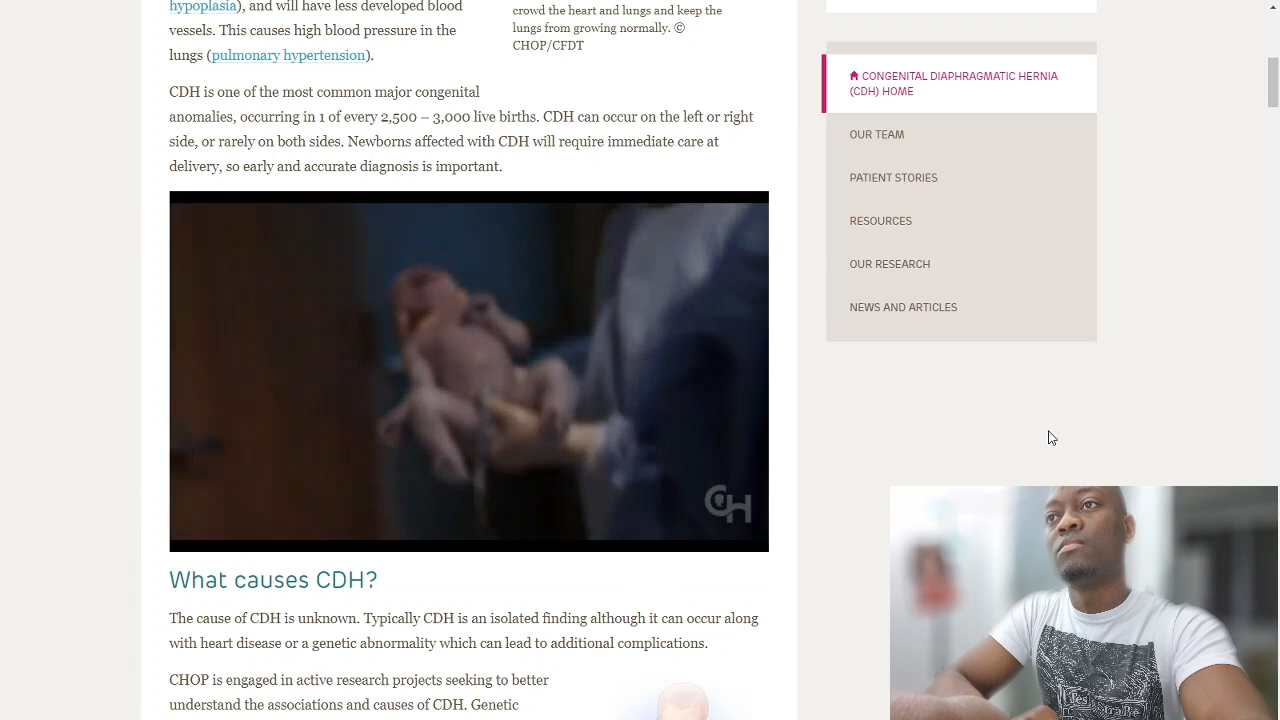 hypoplasia), and will have less developed blood
vessels. This causes high blood pressure in the
lungs (pulmonary hypertension).
crowd the heart and lungs and keep the
lungs from growing normally. ©
CHOP/CFDT
CDH is one of the most common major congenital
anomalies, occurring in 1 of every 2,500 – 3,000 live births. CDH can occur on the left or right
side, or rarely on both sides. Newborns affected with CDH will require immediate care at
delivery, so early and accurate diagnosis is important.
CH
What causes CDH?
The cause of CDH is unknown. Typically CDH is an isolated finding although it can occur along
with heart disease or a genetic abnormality which can lead to additional complications.
CHOP is engaged in active research projects seeking to better
understand the associations and causes of CDH. Genetic
CONGENITAL DIAPHRAGMATIC HERNIA
(CDH) HOME
OUR TEAM
PATIENT STORIES
RESOURCES
OUR RESEARCH
NEWS AND ARTICLES